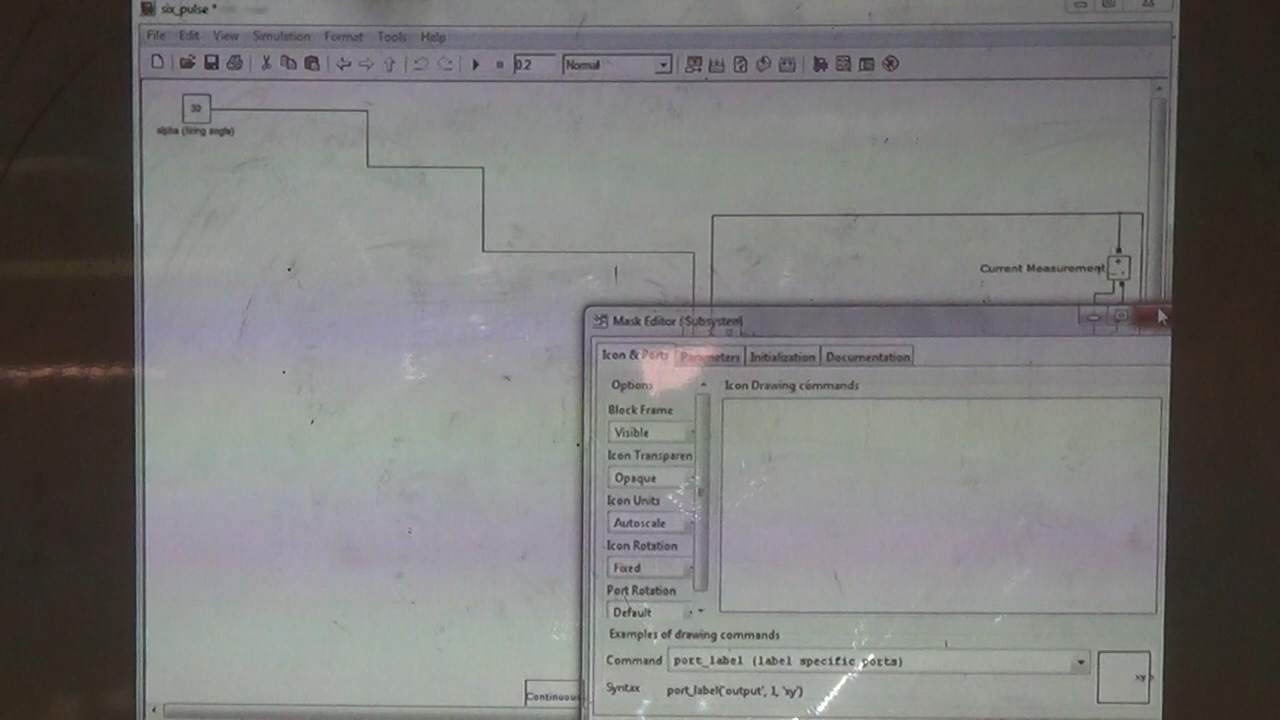 six_pulse *
File Edit View Simulation Format Tools Help
0.2 Normal
30
alpha (firing angle)
Current Measurement
Mask Editor (Subsystem)
Icon & Ports Parameters Initialization Documentation
Options
Icon Drawing commands
Block Frame
Visible
Icon Transparen
Opaque
Icon Units
Autoscale
Icon Rotation
Fixed
Port Rotation
Default
Examples of drawing commands
Command port_label (label specific ports)
Syntax port_label('output', 1, 'xy')
xy
Continuou